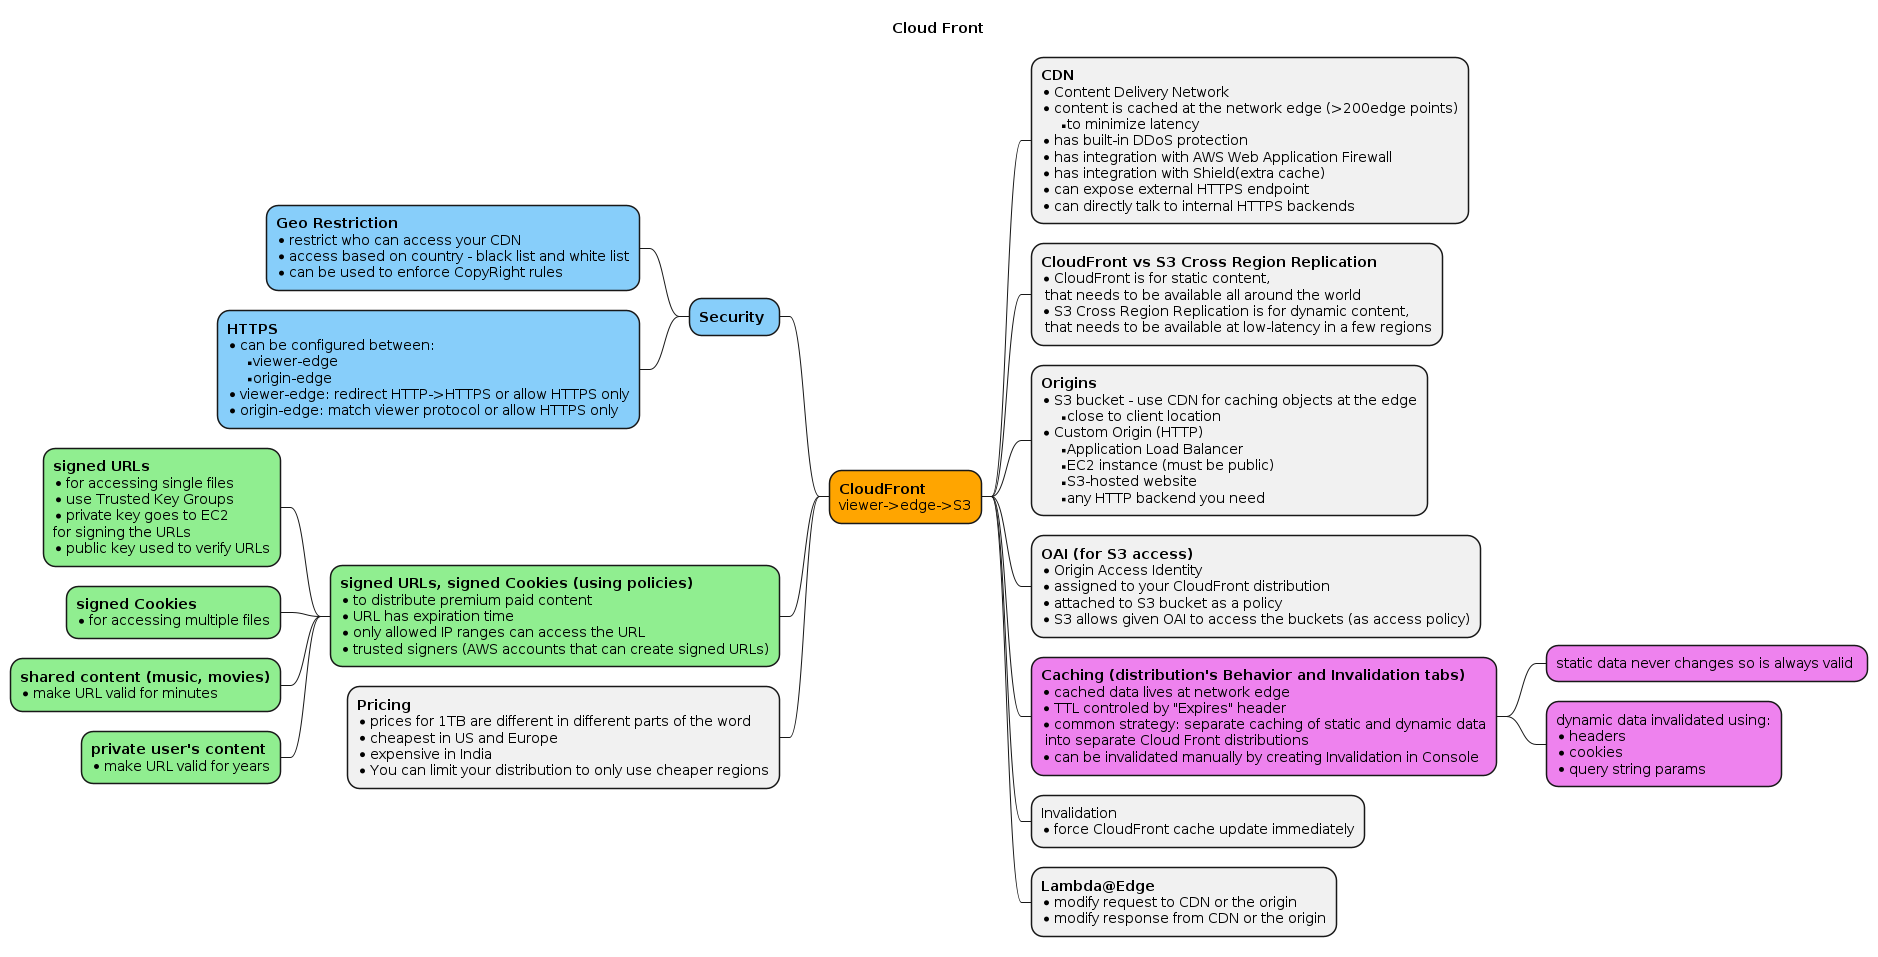 Cloud Front
CloudFront
viewer->edge->S3
CDN
• Content Delivery Network
• content is cached at the network edge (>200edge points)
▪to minimize latency
• has built-in DDoS protection
• has integration with AWS Web Application Firewall
• has integration with Shield(extra cache)
• can expose external HTTPS endpoint
• can directly talk to internal HTTPS backends
CloudFront vs S3 Cross Region Replication
• CloudFront is for static content,
that needs to be available all around the world
• S3 Cross Region Replication is for dynamic content,
that needs to be available at low-latency in a few regions
Origins
• S3 bucket - use CDN for caching objects at the edge
▪close to client location
• Custom Origin (HTTP)
▪Application Load Balancer
▪EC2 instance (must be public)
▪S3-hosted website
▪any HTTP backend you need
OAI (for S3 access)
• Origin Access Identity
• assigned to your CloudFront distribution
• attached to S3 bucket as a policy
• S3 allows given OAI to access the buckets (as access policy)
Caching (distribution's Behavior and Invalidation tabs)
• cached data lives at network edge
• TTL controled by "Expires" header
• common strategy: separate caching of static and dynamic data
into separate Cloud Front distributions
• can be invalidated manually by creating Invalidation in Console
static data never changes so is always valid
dynamic data invalidated using:
• headers
• cookies
• query string params
Invalidation
• force CloudFront cache update immediately
Lambda@Edge
• modify request to CDN or the origin
• modify response from CDN or the origin
Security
Geo Restriction
• restrict who can access your CDN
• access based on country - black list and white list
• can be used to enforce CopyRight rules
HTTPS
• can be configured between:
▪viewer-edge
▪origin-edge
• viewer-edge: redirect HTTP->HTTPS or allow HTTPS only
• origin-edge: match viewer protocol or allow HTTPS only
signed URLs, signed Cookies (using policies)
• to distribute premium paid content
• URL has expiration time
• only allowed IP ranges can access the URL
• trusted signers (AWS accounts that can create signed URLs)
signed URLs
• for accessing single files
• use Trusted Key Groups
• private key goes to EC2
for signing the URLs
• public key used to verify URLs
signed Cookies
• for accessing multiple files
shared content (music, movies)
• make URL valid for minutes
private user's content
• make URL valid for years
Pricing
• prices for 1TB are different in different parts of the word
• cheapest in US and Europe
• expensive in India
• You can limit your distribution to only use cheaper regions